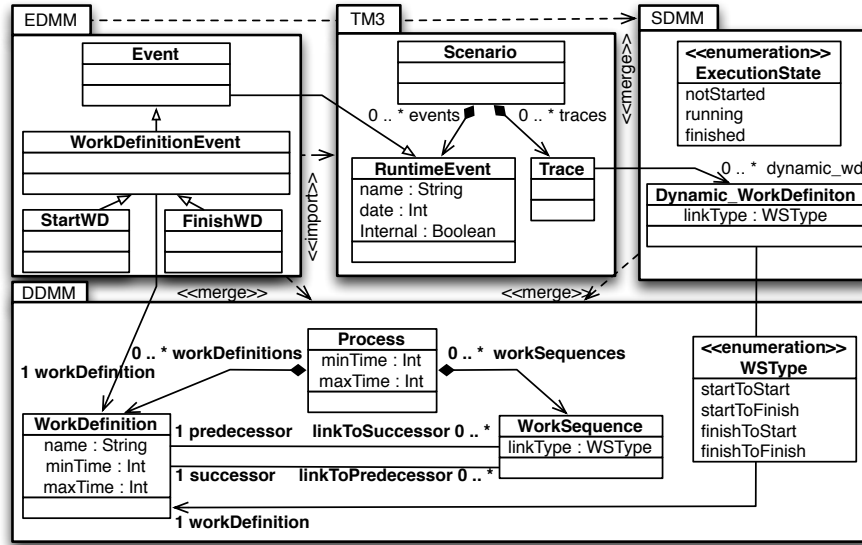 EDMM
TM3
SDMM
Event
Scenario
<<enumeration>>
ExecutionState
notStarted
running
finished
<<merge>>
0 .. * events
0 .. * traces
WorkDefinitionEvent
RuntimeEvent
name : String
date : Int
Internal : Boolean
Trace
0 .. * dynamic_wd
Dynamic_WorkDefiniton
linkType : WSType
StartWD
FinishWD
<<import>>
DDMM
<<merge>>
<<merge>>
Process
minTime : Int
maxTime : Int
0 .. * workDefinitions
0 .. * workSequences
1 workDefinition
<<enumeration>>
WSType
startToStart
startToFinish
finishToStart
finishToFinish
WorkDefinition
name : String
minTime : Int
maxTime : Int
1 predecessor
linkToSuccessor 0 .. *
WorkSequence
linkType : WSType
1 successor
linkToPredecessor 0 .. *
1 workDefinition